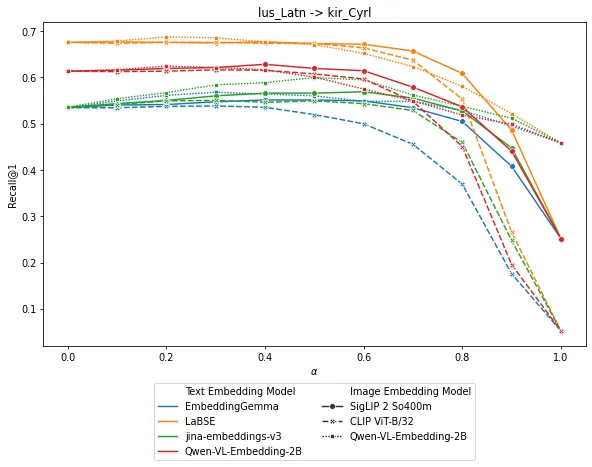 lus_Latn -> kir_Cyrl
Recall@1
0.7
0.6
0.5
0.4
0.3
0.2
0.1
0.0
0.2
0.4
0.6
0.8
1.0
α
Text Embedding Model
EmbeddingGemma
LaBSE
jina-embeddings-v3
Qwen-VL-Embedding-2B
Image Embedding Model
SigLIP 2 So400m
CLIP ViT-B/32
Qwen-VL-Embedding-2B